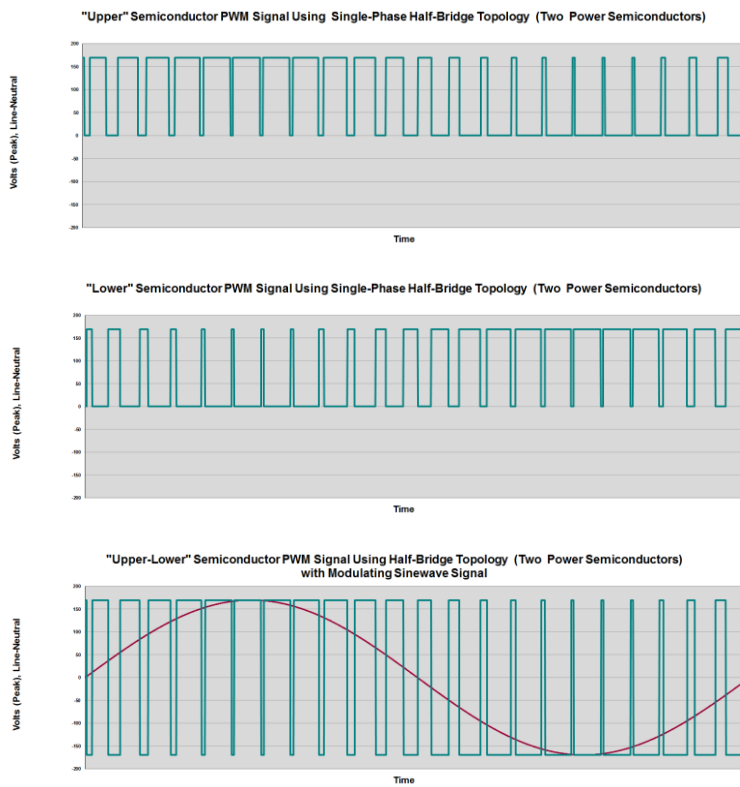 "Upper" Semiconductor PWM Signal Using Single-Phase Half-Bridge Topology (Two Power Semiconductors)
200
150
100
50
0
-50
-100
-150
-200
Volts (Peak), Line-Neutral
Time
"Lower" Semiconductor PWM Signal Using Single-Phase Half-Bridge Topology (Two Power Semiconductors)
200
150
100
50
0
-50
-100
-150
-200
Volts (Peak), Line-Neutral
Time
"Upper-Lower" Semiconductor PWM Signal Using Half-Bridge Topology (Two Power Semiconductors)
with Modulating Sinewave Signal
200
150
100
50
0
-50
-100
-150
-200
Volts (Peak), Line-Neutral
Time